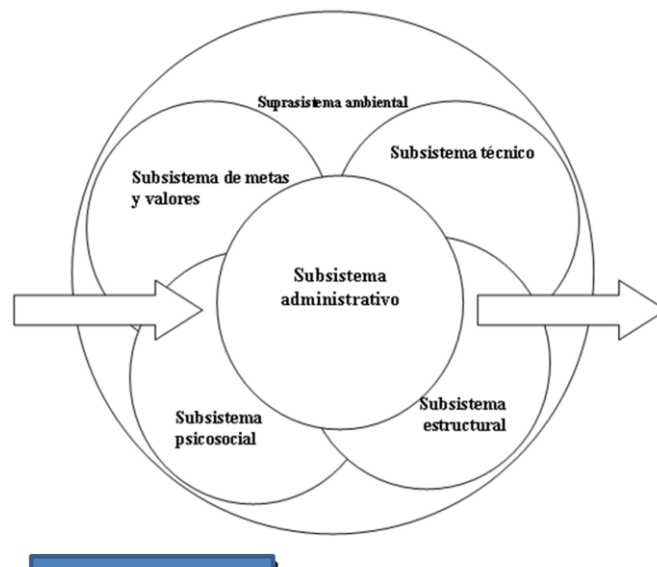 Suprasistema ambiental
Subsistema técnico
Subsistema de metas
y valores
Subsistema
administrativo
Subsistema
psicosocial
Subsistema
estructural